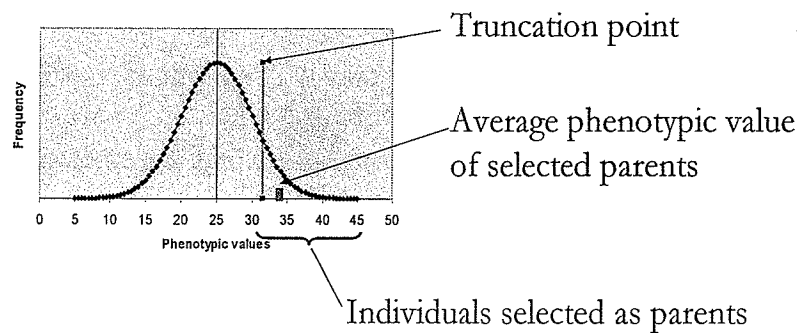 Truncation point
Frequency
Average phenotypic value
of selected parents
0 5 10 15 20 25 30 35 40 45 50
Phenotypic values
Individuals selected as parents